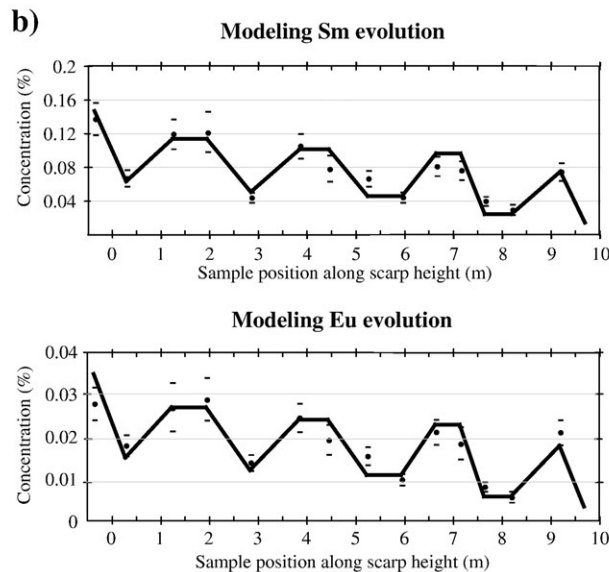 b)
Modeling Sm evolution
Concentration (%)
0.2
0.16
0.12
0.08
0.04
0 1 2 3 4 5 6 7 8 9 10
Sample position along scarp height (m)
Modeling Eu evolution
Concentration (%)
0.04
0.03
0.02
0.01
0
0 1 2 3 4 5 6 7 8 9 10
Sample position along scarp height (m)